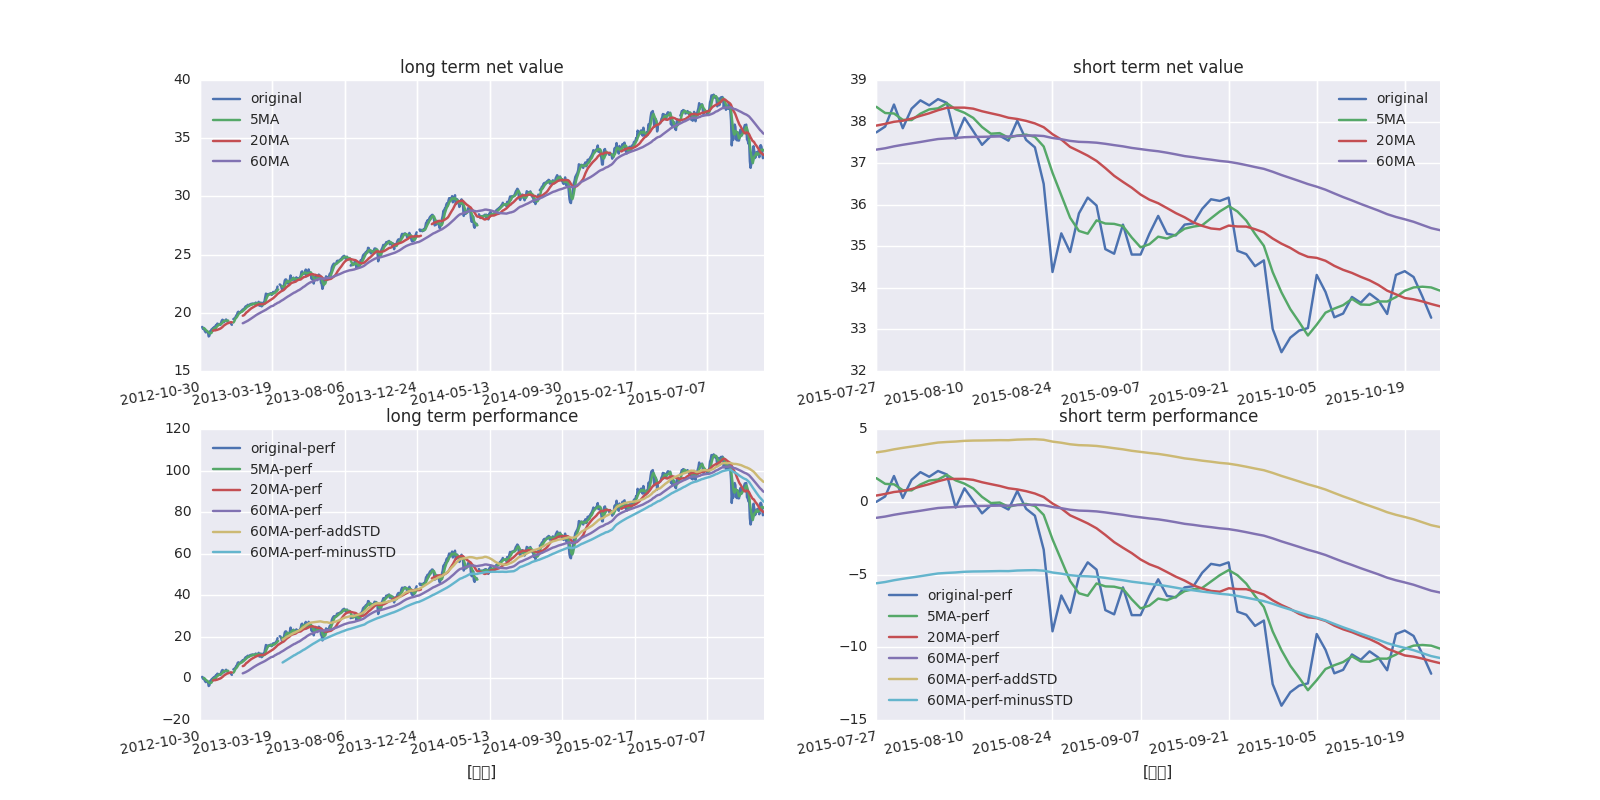 long term net value
40
35
30
25
20
15
original
5MA
20MA
60MA
2012-10-30
2013-03-19
2013-08-06
2013-12-24
2014-05-13
2014-09-30
2015-02-17
2015-07-07
short term net value
39
38
37
36
35
34
33
32
original
5MA
20MA
60MA
2015-07-27
2015-08-10
2015-08-24
2015-09-07
2015-09-21
2015-10-05
2015-10-19
long term performance
120
100
80
60
40
20
0
−20
original-perf
5MA-perf
20MA-perf
60MA-perf
60MA-perf-addSTD
60MA-perf-minusSTD
2012-10-30
2013-03-19
2013-08-06
2013-12-24
2014-05-13
2014-09-30
2015-02-17
2015-07-07
short term performance
5
0
−5
−10
−15
original-perf
5MA-perf
20MA-perf
60MA-perf
60MA-perf-addSTD
60MA-perf-minusSTD
2015-07-27
2015-08-10
2015-08-24
2015-09-07
2015-09-21
2015-10-05
2015-10-19